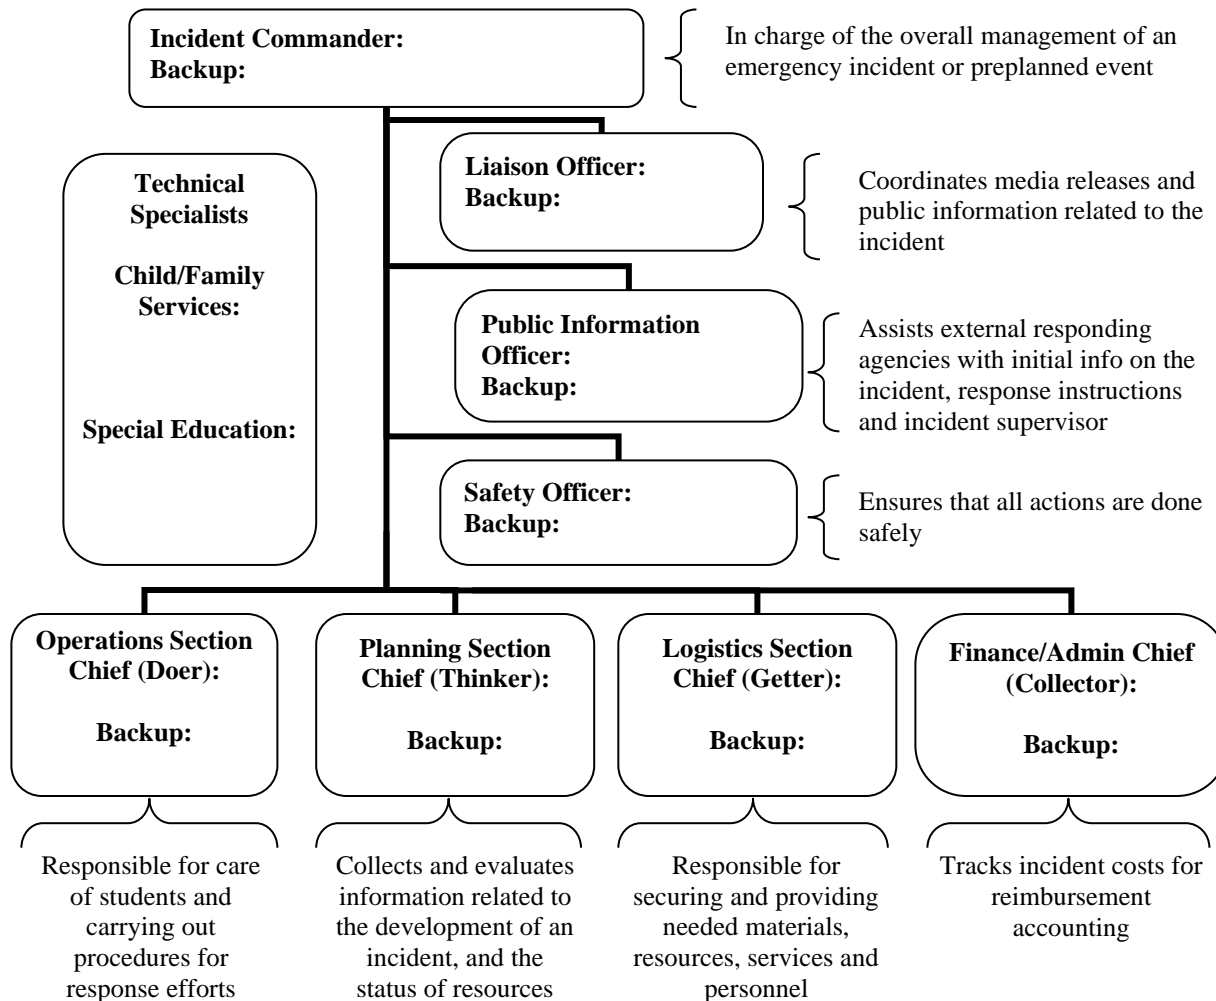 Incident Commander:
Backup:
In charge of the overall management of an
emergency incident or preplanned event
Liaison Officer:
Backup:
Coordinates media releases and
public information related to the
incident
Technical
Specialists
Child/Family
Services:
Special Education:
Public Information
Officer:
Backup:
Assists external responding
agencies with initial info on the
incident, response instructions
and incident supervisor
Safety Officer:
Backup:
Ensures that all actions are done
safely
Operations Section
Chief (Doer):
Backup:
Planning Section
Chief (Thinker):
Backup:
Logistics Section
Chief (Getter):
Backup:
Finance/Admin Chief
(Collector):
Backup:
Responsible for care
of students and
carrying out
procedures for
response efforts
Collects and evaluates
information related to
the development of an
incident, and the
status of resources
Responsible for
securing and providing
needed materials,
resources, services and
personnel
Tracks incident costs for
reimbursement
accounting